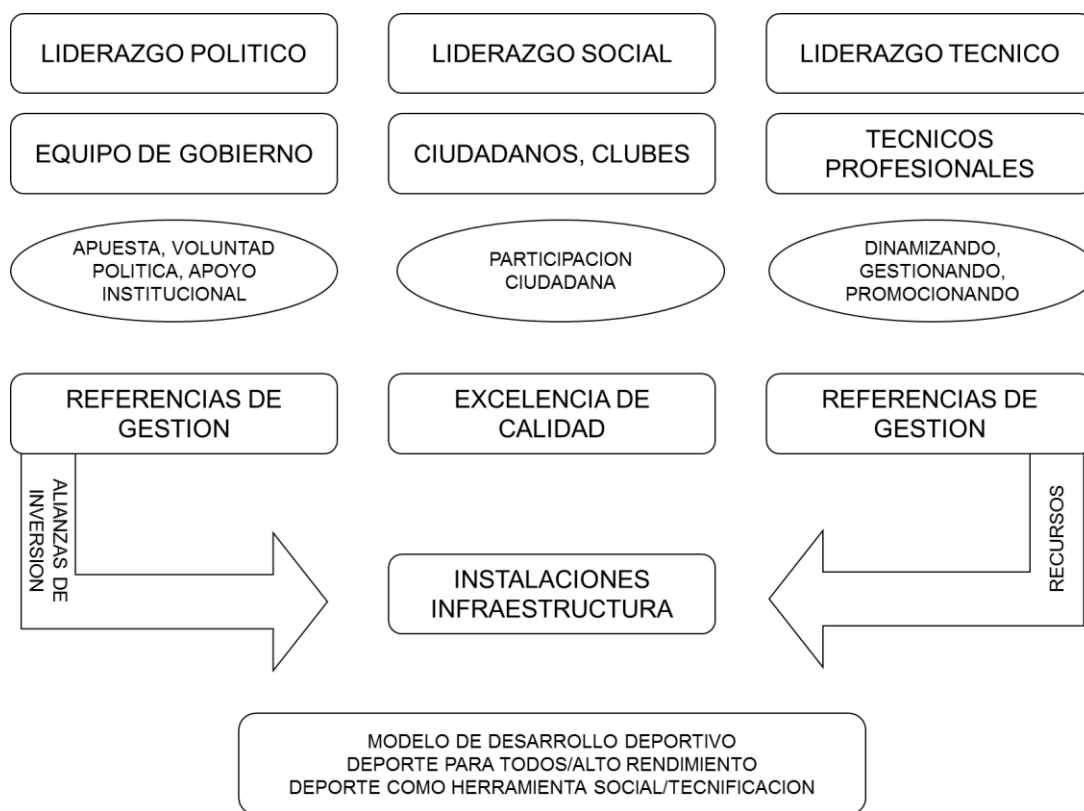 LIDERAZGO POLITICO
LIDERAZGO SOCIAL
LIDERAZGO TECNICO
EQUIPO DE GOBIERNO
CIUDADANOS, CLUBES
TECNICOS
PROFESIONALES
APUESTA, VOLUNTAD
POLITICA, APOYO
INSTITUCIONAL
PARTICIPACION
CIUDADANA
DINAMIZANDO,
GESTIONANDO,
PROMOCIONANDO
REFERENCIAS DE
GESTION
EXCELENCIA DE
CALIDAD
REFERENCIAS DE
GESTION
ALIANZAS DE
INVERSION
INSTALACIONES
INFRAESTRUCTURA
RECURSOS
MODELO DE DESARROLLO DEPORTIVO
DEPORTE PARA TODOS/ALTO RENDIMIENTO
DEPORTE COMO HERRAMIENTA SOCIAL/TECNIFICACION